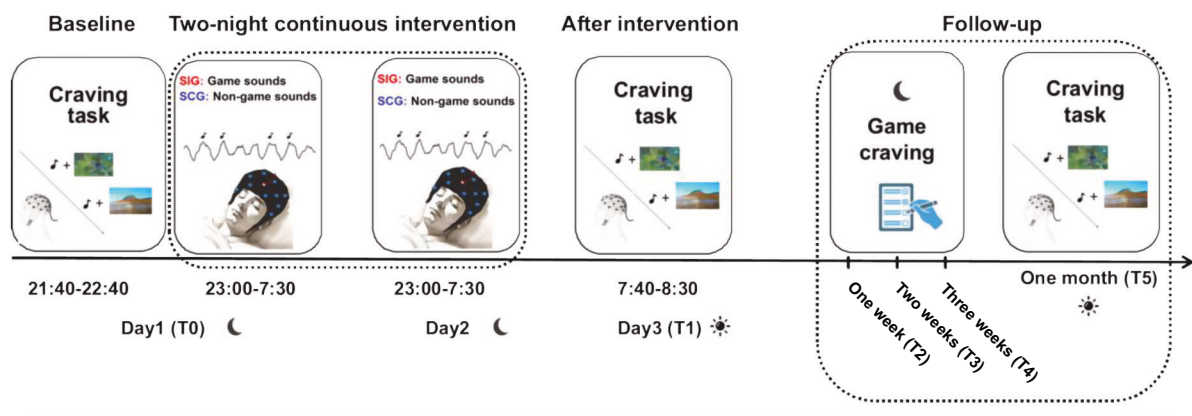 Baseline
Two-night continuous intervention
After intervention
Follow-up
Craving
task
+
+
SIG: Game sounds
SCG: Non-game sounds
SIG: Game sounds
SCG: Non-game sounds
Craving
task
+
+
Game
craving
Craving
task
+
+
21:40-22:40
23:00-7:30
23:00-7:30
7:40-8:30
Day1 (T0)
Day2
Day3 (T1)
One week (T2)
Two weeks (T3)
Three weeks (T4)
One month (T5)